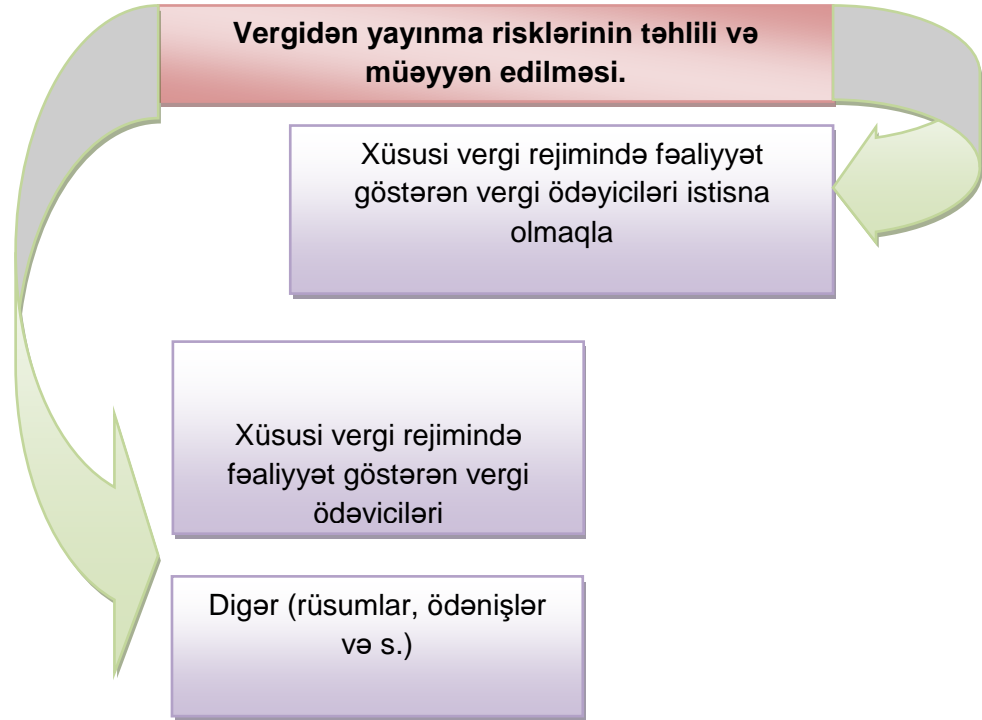 Vergidən yayınma risklərinin təhlili və
müəyyən edilməsi.
Xüsusi vergi rejimində fəaliyyət
göstərən vergi ödəyiciləri istisna
olmaqla
Xüsusi vergi rejimində
fəaliyyət göstərən vergi
ödəyiciləri
Digər (rüsumlar, ödənişlər
və s.)